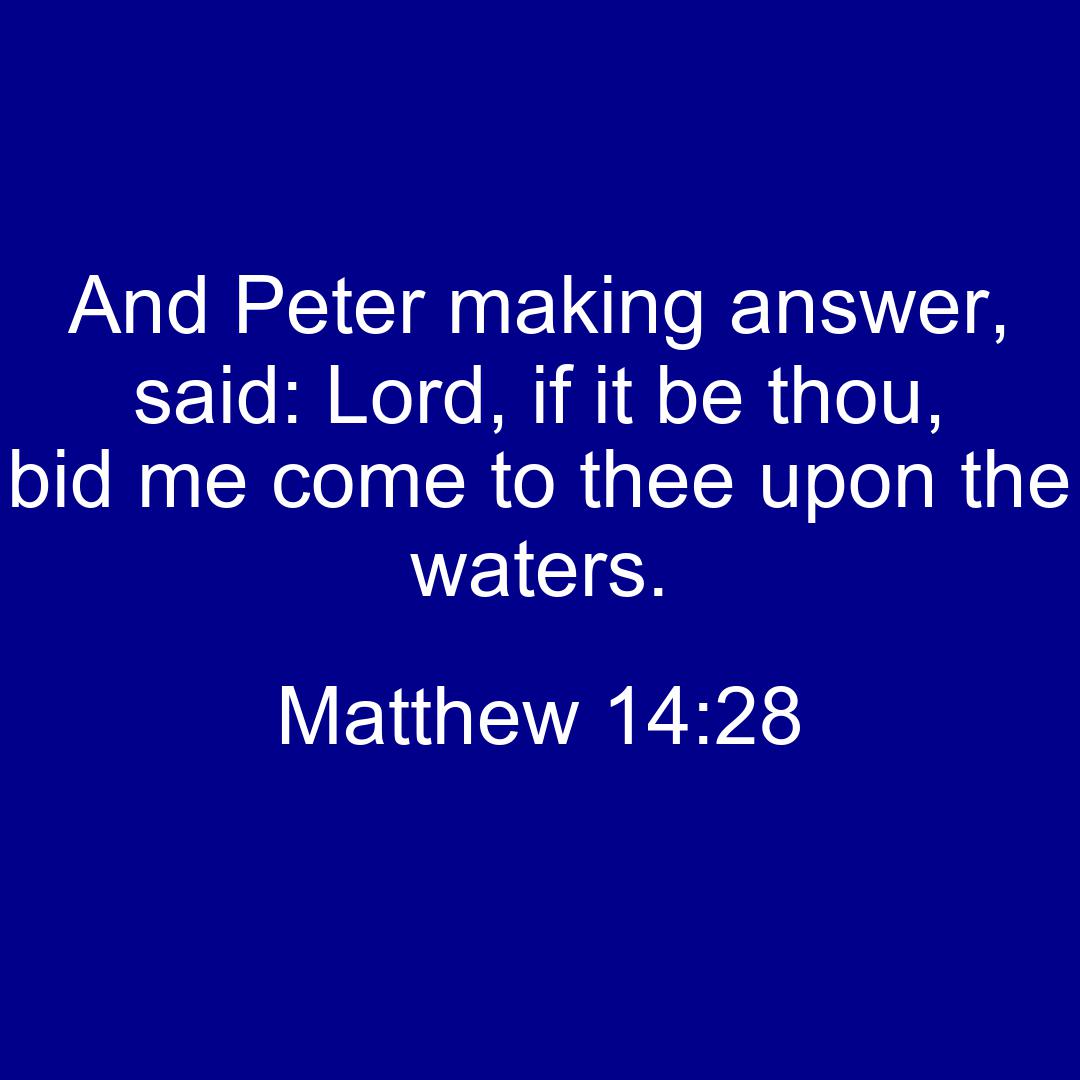 And Peter making answer,
said: Lord, if it be thou,
bid me come to thee upon the
waters.
Matthew 14:28